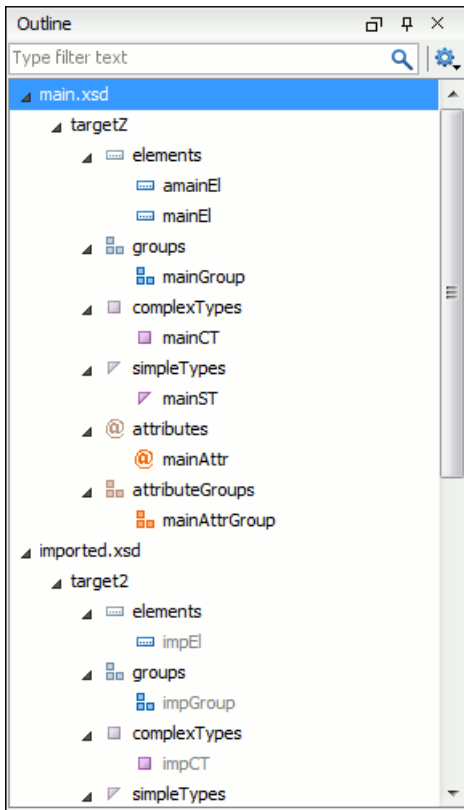 Outline
Type filter text
main.xsd
targetZ
elements
amainEl
mainEl
groups
mainGroup
complexTypes
mainCT
simpleTypes
mainST
@ attributes
@ mainAttr
attributeGroups
mainAttrGroup
imported.xsd
target2
elements
impEl
groups
impGroup
complexTypes
impCT
simpleTypes